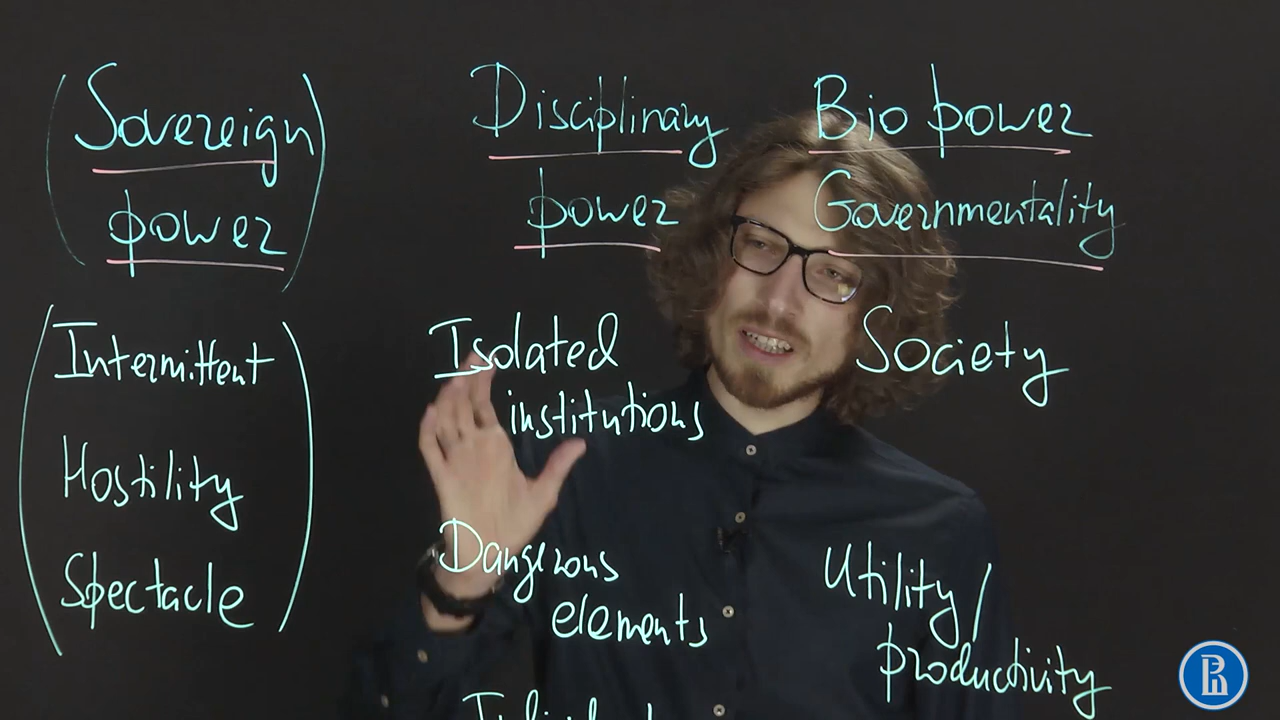 Sovereign
power
Disciplinary
power
Bio power
Governmentality
Intermittent
Hostility
Spectacle
Isolated
institutions
Dangerous
elements
Society
Utility/
productivity